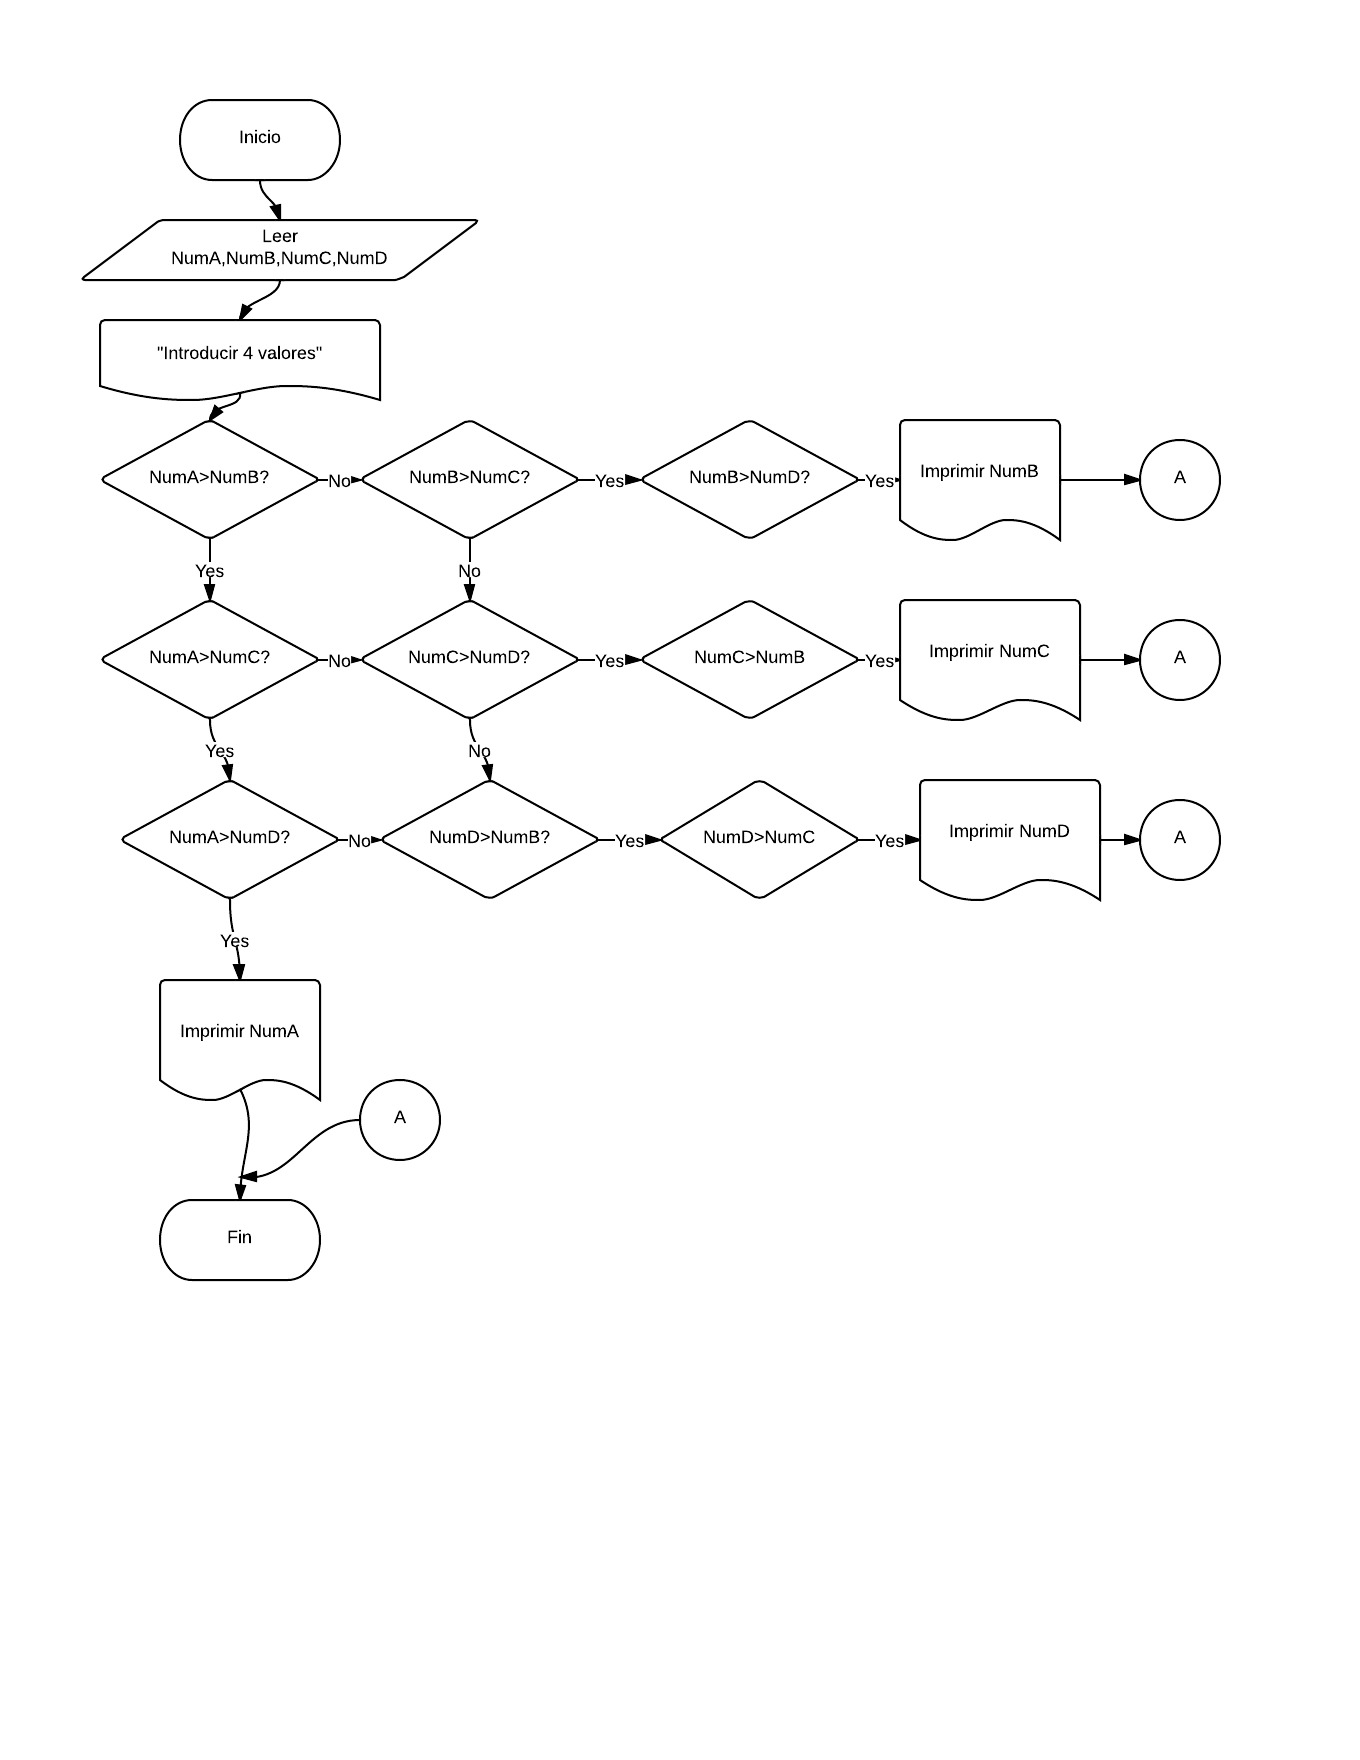 Inicio
Leer
NumA,NumB,NumC,NumD
"Introducir 4 valores"
NumA>NumB?
No
NumB>NumC?
Yes
NumB>NumD?
Yes
Imprimir NumB
A
Yes
No
NumA>NumC?
No
NumC>NumD?
Yes
NumC>NumB
Yes
Imprimir NumC
A
Yes
No
NumA>NumD?
No
NumD>NumB?
Yes
NumD>NumC
Yes
Imprimir NumD
A
Yes
Imprimir NumA
A
Fin